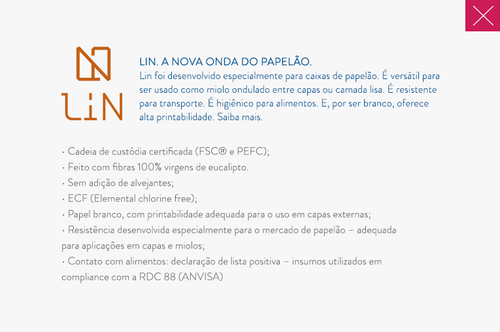 LIN
LIN. A NOVA ONDA DO PAPELÃO.
Lin foi desenvolvido especialmente para caixas de papelão. É versátil para
ser usado como miolo ondulado entre capas ou camada lisa. É resistente
para transporte. É higiênico para alimentos. E, por ser branco, oferece
alta printabilidade. Saiba mais.
• Cadeia de custódia certificada (FSC® e PEFC);
• Feito com fibras 100% virgens de eucalipto.
• Sem adição de alvejantes;
• ECF (Elemental chlorine free);
• Papel branco, com printabilidade adequada para o uso em capas externas;
• Resistência desenvolvida especialmente para o mercado de papelão – adequada
para aplicações em capas e miolos;
• Contato com alimentos: declaração de lista positiva – insumos utilizados em
compliance com a RDC 88 (ANVISA)